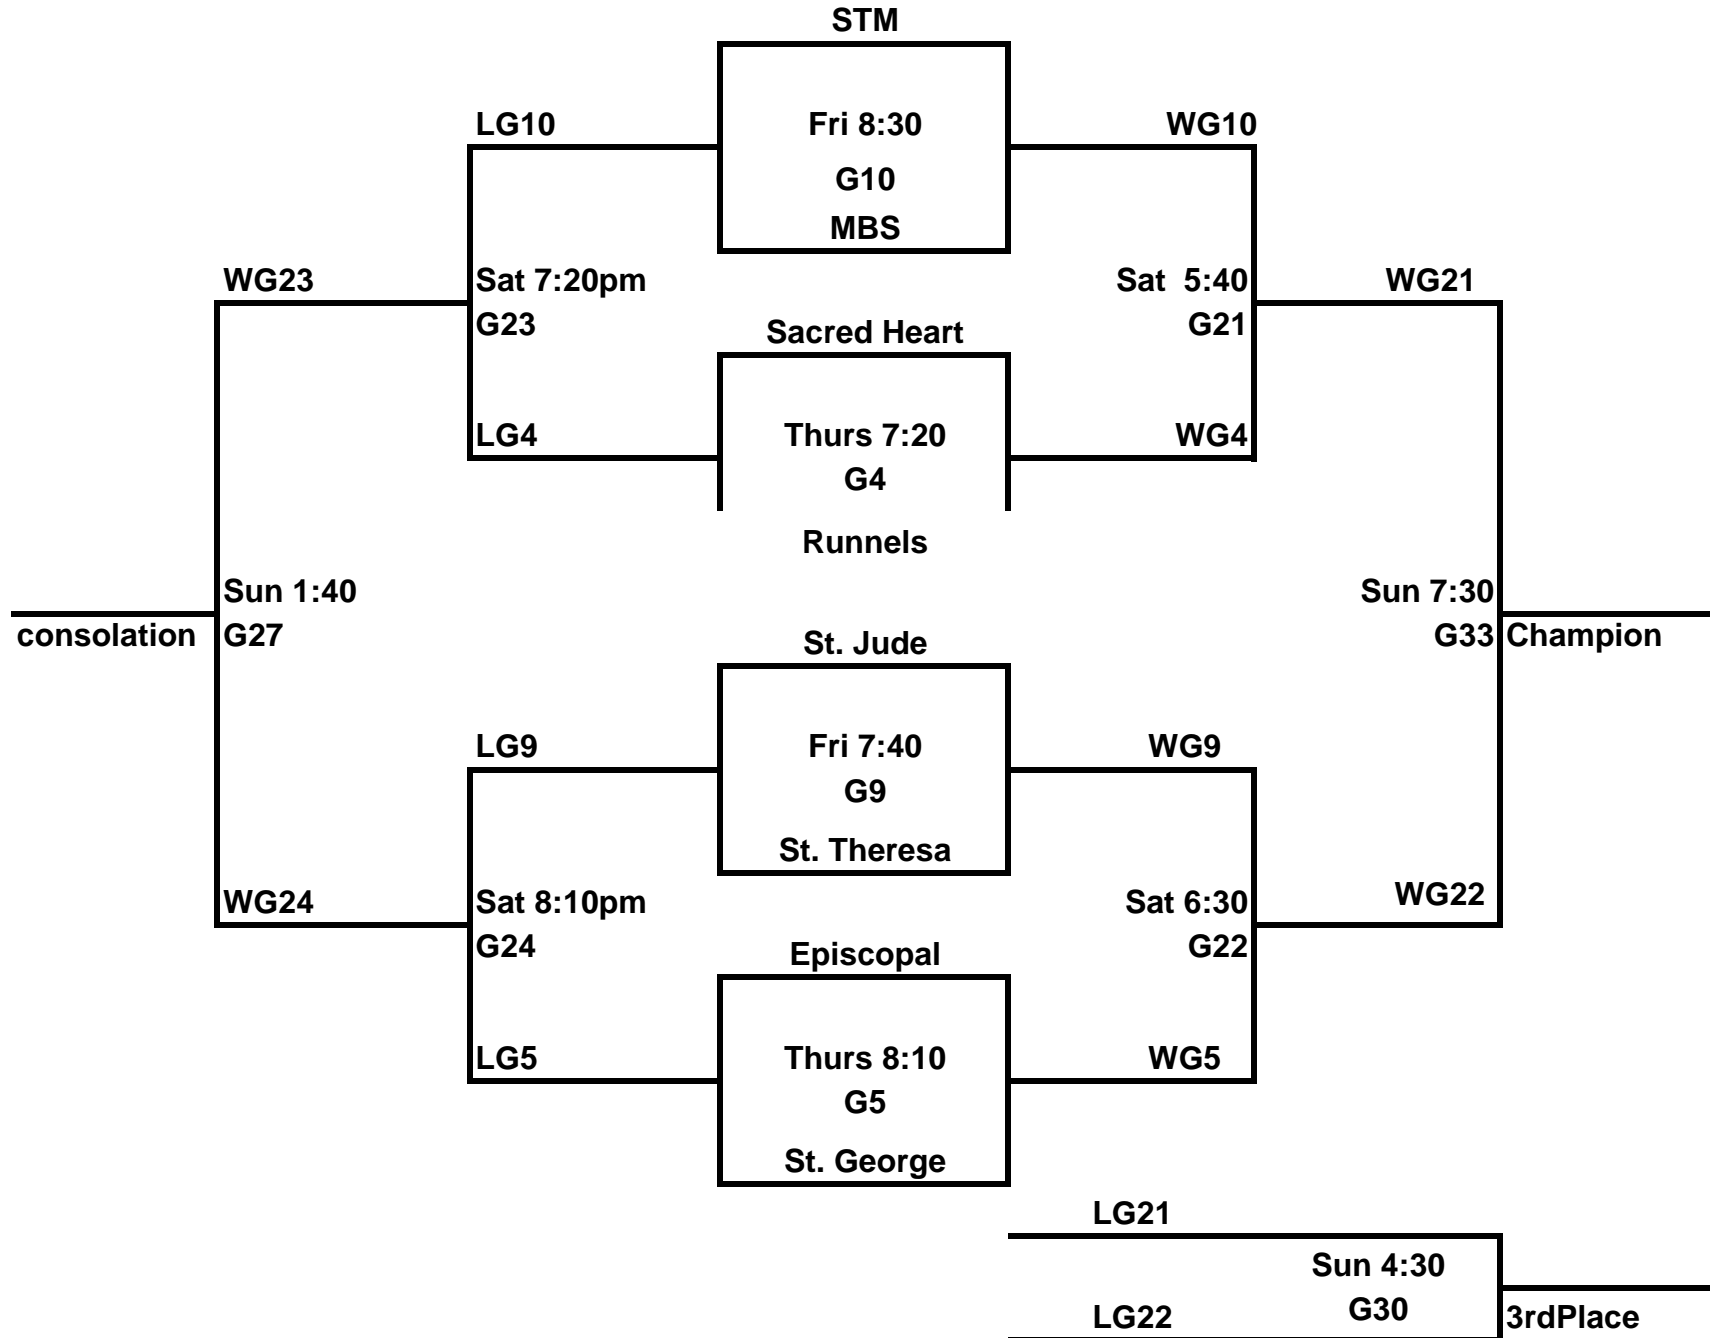 STM
LG10
Fri 8:30
WG10
G10
MBS
WG23
Sat 7:20pm
Sat  5:40
WG21
G23
G21
Sacred Heart
LG4
Thurs 7:20
WG4
G4
Runnels
Sun 1:40
Sun 7:30
consolation
G27
G33
Champion
St. Jude
LG9
Fri 7:40
WG9
G9
St. Theresa
WG24
Sat 8:10pm
Sat 6:30
WG22
G24
G22
Episcopal
LG5
Thurs 8:10
WG5
G5
St. George
LG21
Sun 4:30
G30
LG22
3rdPlace